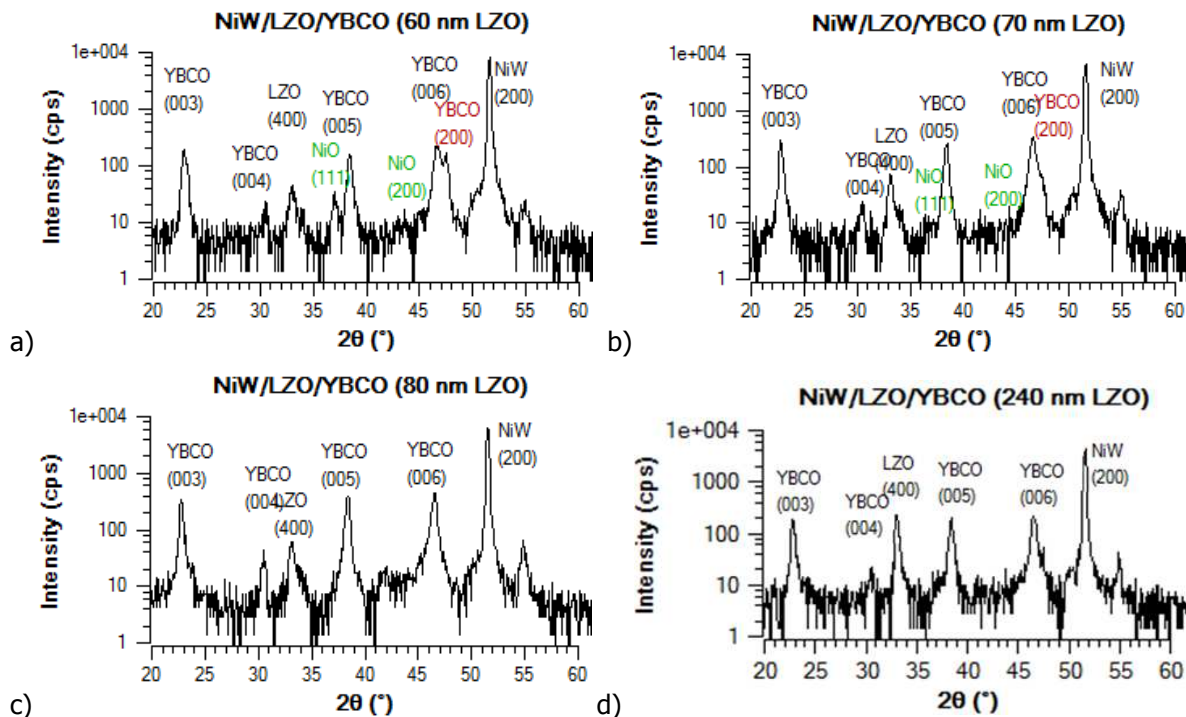 NiW/LZO/YBCO (60 nm LZO)
Intensity (cps)
1e+004
1000
100
10
1
YBCO
(003)
YBCO
(004)
LZO
(400)
NiO
(111)
YBCO
(005)
NiO
(200)
YBCO
(006)
YBCO
(200)
NiW
(200)
20 25 30 35 40 45 50 55 60
2θ (°)
a)
NiW/LZO/YBCO (70 nm LZO)
Intensity (cps)
1e+004
1000
100
10
1
YBCO
(003)
YBCO
(004)
LZO
(400)
NiO
(111)
YBCO
(005)
NiO
(200)
YBCO
(006)
YBCO
(200)
NiW
(200)
20 25 30 35 40 45 50 55 60
2θ (°)
b)
NiW/LZO/YBCO (80 nm LZO)
Intensity (cps)
1e+004
1000
100
10
1
YBCO
(003)
YBCO
(004)
LZO
(400)
YBCO
(005)
YBCO
(006)
NiW
(200)
20 25 30 35 40 45 50 55 60
2θ (°)
c)
NiW/LZO/YBCO (240 nm LZO)
Intensity (cps)
1e+004
1000
100
10
1
YBCO
(003)
YBCO
(004)
LZO
(400)
YBCO
(005)
YBCO
(006)
NiW
(200)
20 25 30 35 40 45 50 55 60
2θ (°)
d)